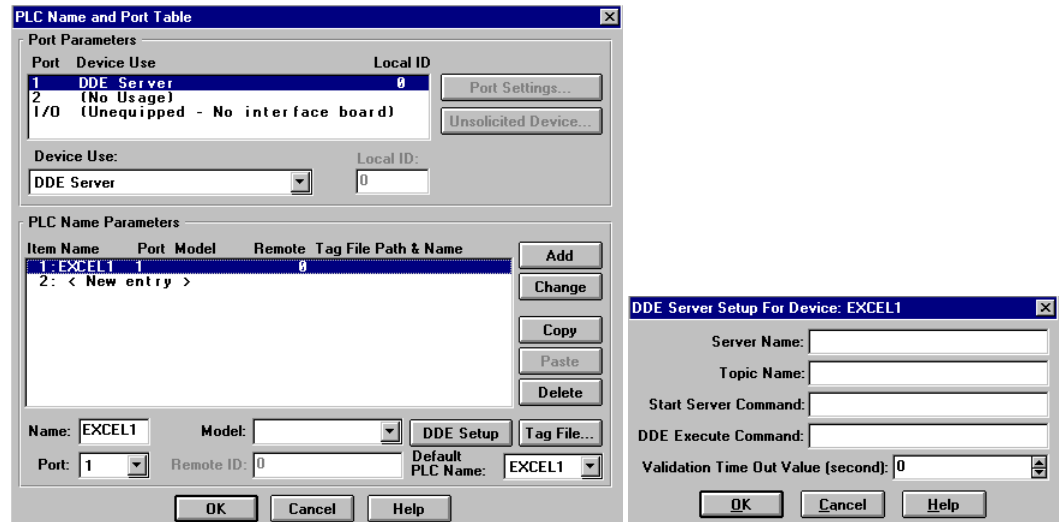 PLC Name and Port Table
Port Parameters
Port Device Use Local ID
1 DDE Server 0
2 (No Usage)
I/O (Unequipped - No interface board)
Port Settings...
Unsolicited Device...
Device Use:
Local ID:
DDE Server
0
PLC Name Parameters
Item Name Port Model Remote Tag File Path & Name
1:EXCEL1 1 0
2: < New entry >
Add
Change
Copy
Paste
Delete
Name: EXCEL1 Model: DDE Setup Tag File...
Port: 1 Remote ID: 0 Default PLC Name: EXCEL1
OK Cancel Help
DDE Server Setup For Device: EXCEL1
Server Name:
Topic Name:
Start Server Command:
DDE Execute Command:
Validation Time Out Value (second): 0
OK Cancel Help